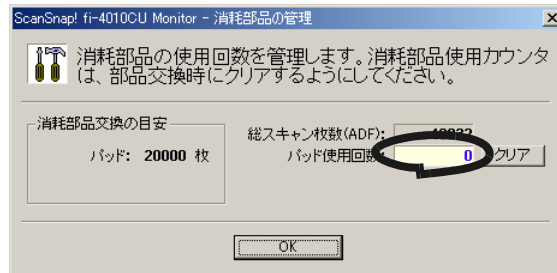 ScanSnap! fi-4010CU Monitor - 消耗部品の管理
消耗部品の使用回数を管理します。消耗部品使用カウンタ
は、部品交換時にクリアするようにしてください。
消耗部品交換の目安
総スキャン枚数(ADF):
パッド: 20000 枚
パッド使用回数: 0 クリア
OK